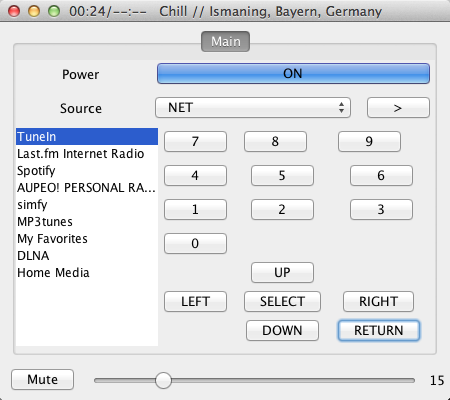 00:24/--:-- Chill // Ismaning, Bayern, Germany
Main
Power ON
Source NET >
TuneIn
Last.fm Internet Radio
Spotify
AUPEO! PERSONAL RA...
simfy
MP3tunes
My Favorites
DLNA
Home Media
7 8 9
4 5 6
1 2 3
0
UP
LEFT SELECT RIGHT
DOWN RETURN
Mute 15